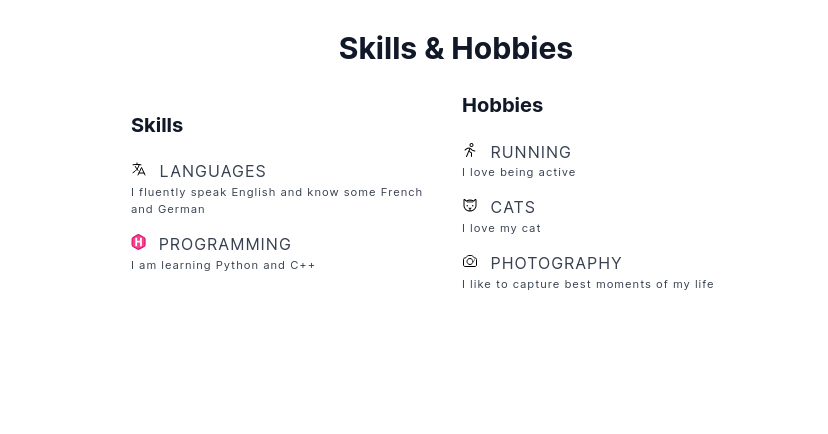 Skills & Hobbies
Skills
LANGUAGES
I fluently speak English and know some French
and German
PROGRAMMING
I am learning Python and C++
Hobbies
RUNNING
I love being active
CATS
I love my cat
PHOTOGRAPHY
I like to capture best moments of my life